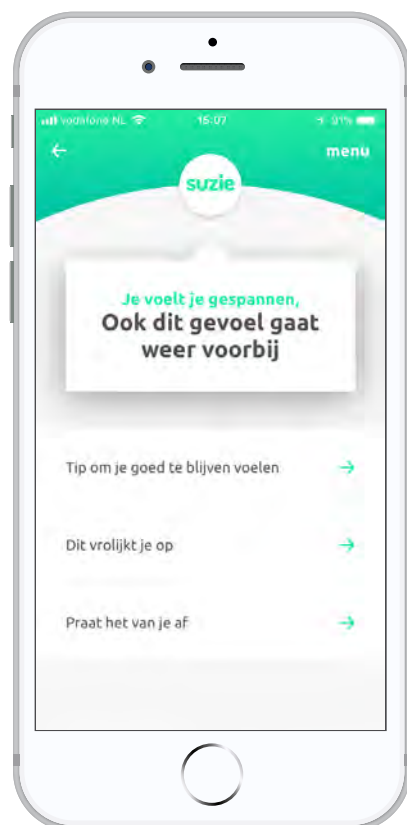 vodafone NL 15:07 91%
menu
suzie
Je voelt je gespannen,
Ook dit gevoel gaat
weer voorbij
Tip om je goed te blijven voelen
Dit vrolijkt je op
Praat het van je af